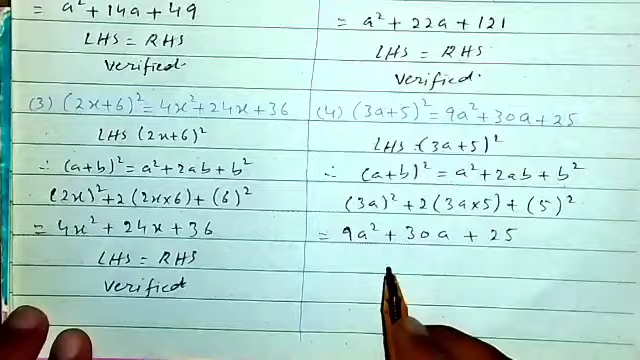 = a² + 14a + 49
LHS = RHS
verified.
(3) (2x+6)² = 4x² + 24x + 36
LHS (2x+6)²
∴ (a+b)² = a² + 2ab + b²
(2x)² + 2(2x×6) + (6)²
= 4x² + 24x + 36
LHS = RHS
verified
= a² + 22a + 121
LHS = RHS.
verified.
(4) (3a+5)² = 9a² + 30a + 25
LHS - (3a+5)²
∴ (a+b)² = a² + 2ab + b²
(3a)² + 2(3a×5) + (5)²
= 9a² + 30a + 25